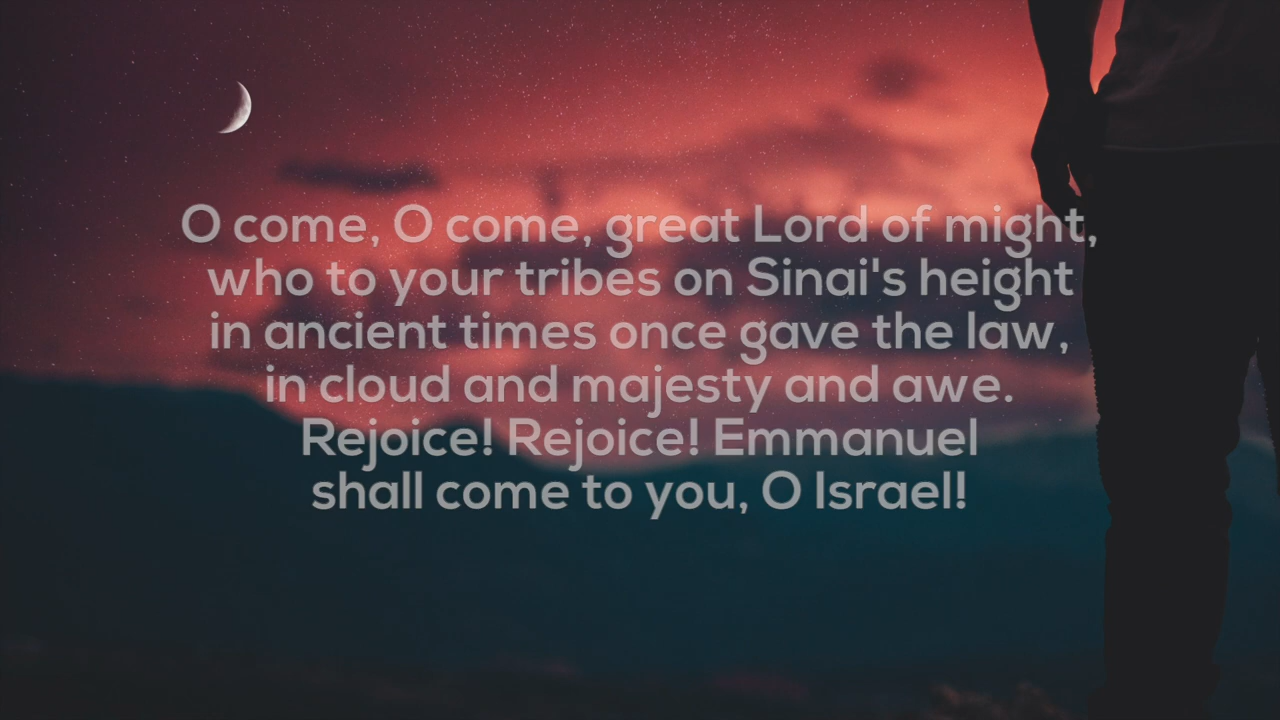 O come, O come, great Lord of might,
who to your tribes on Sinai's height
in ancient times once gave the law,
in cloud and majesty and awe.
Rejoice! Rejoice! Emmanuel
shall come to you, O Israel!